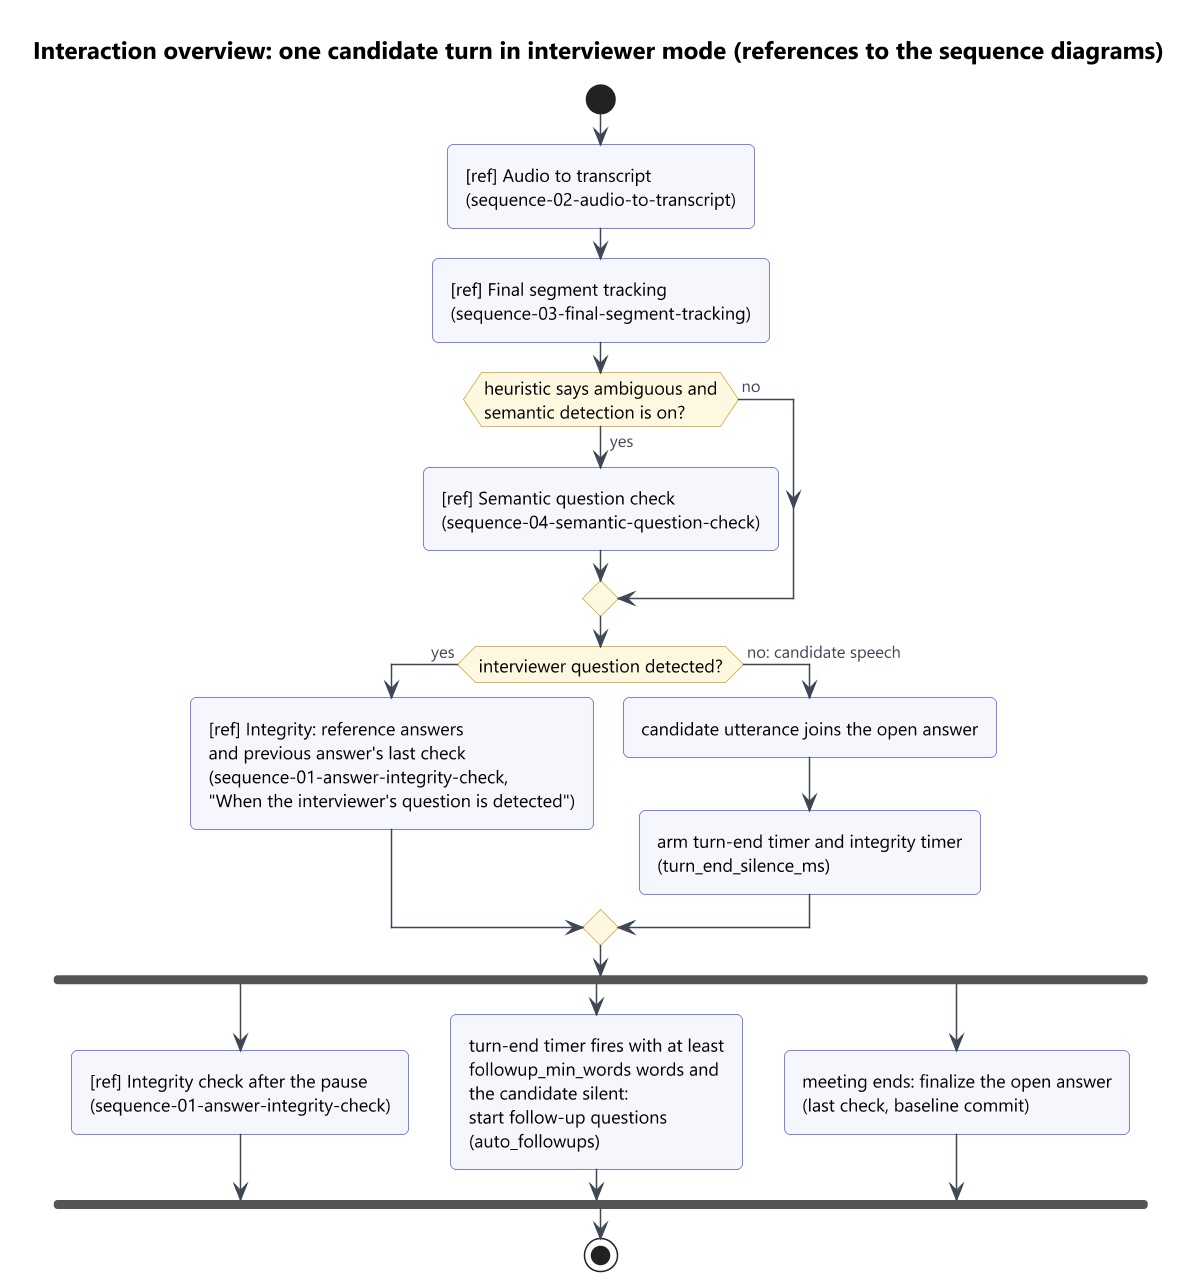 Interaction overview: one candidate turn in interviewer mode (references to the sequence diagrams)
[ref] Audio to transcript
(sequence-02-audio-to-transcript)
[ref] Final segment tracking
(sequence-03-final-segment-tracking)
heuristic says ambiguous and
semantic detection is on?
no
yes
[ref] Semantic question check
(sequence-04-semantic-question-check)
yes
interviewer question detected?
no: candidate speech
[ref] Integrity: reference answers
and previous answer's last check
(sequence-01-answer-integrity-check,
"When the interviewer's question is detected")
candidate utterance joins the open answer
arm turn-end timer and integrity timer
(turn_end_silence_ms)
[ref] Integrity check after the pause
(sequence-01-answer-integrity-check)
turn-end timer fires with at least
followup_min_words words and
the candidate silent:
start follow-up questions
(auto_followups)
meeting ends: finalize the open answer
(last check, baseline commit)